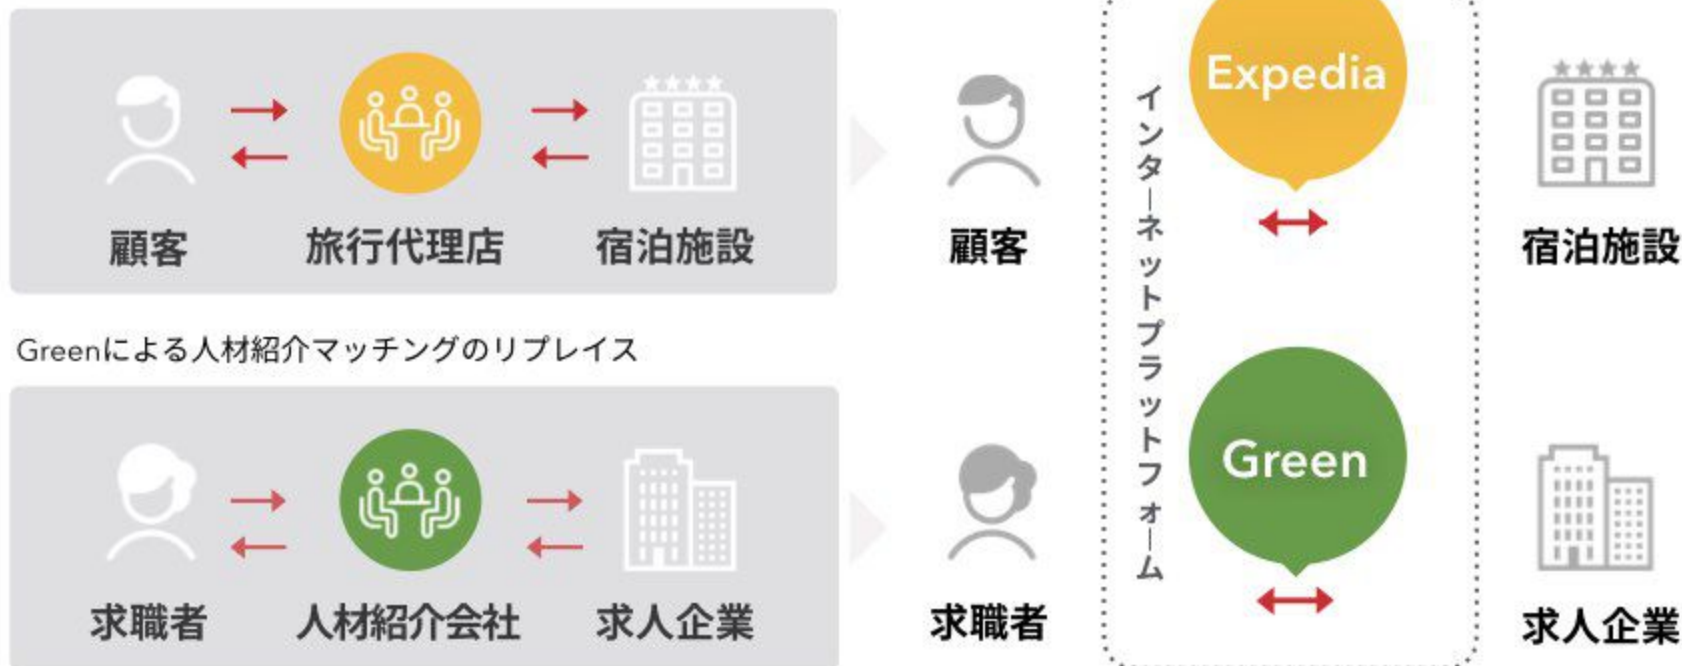 Expedia
インターネットプラットフォーム
顧客
旅行代理店
宿泊施設
顧客
宿泊施設
Greenによる人材紹介マッチングのリプレイス
Green
求職者
人材紹介会社
求人企業
求職者
求人企業